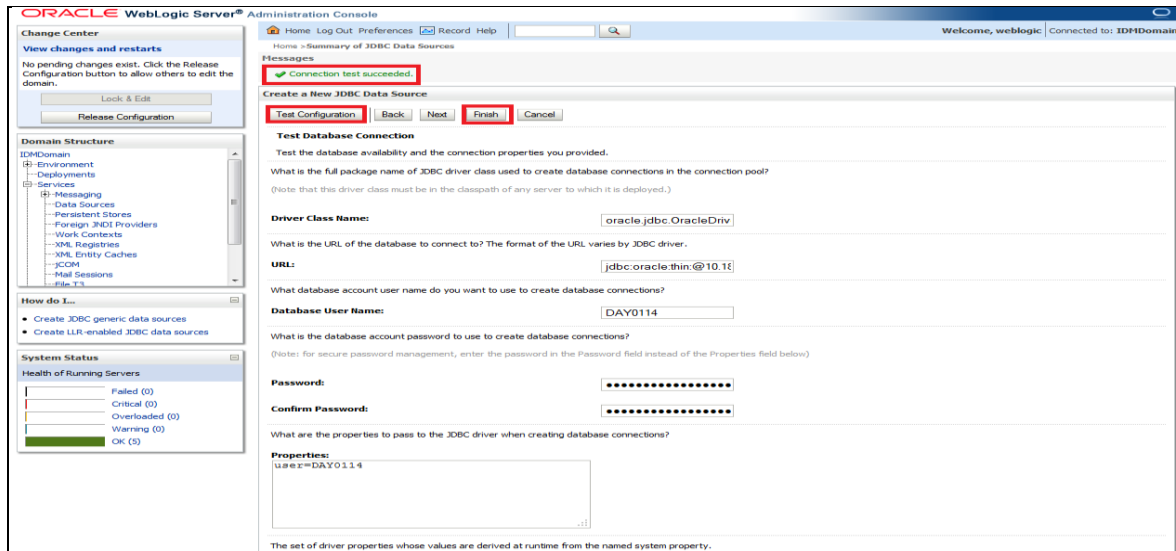 ORACLE WebLogic Server® Administration Console
Change Center
View changes and restarts
No pending changes exist. Click the Release
Configuration button to allow others to edit the
domain.
Lock & Edit
Release Configuration
Domain Structure
IDMDomain
Environment
Deployments
Services
Messaging
Data Sources
Persistent Stores
Foreign JNDI Providers
Work Contexts
XML Registries
XML Entity Caches
jCOM
Mail Sessions
File T3
How do I...
Create JDBC generic data sources
Create LLR-enabled JDBC data sources
System Status
Health of Running Servers
Failed (0)
Critical (0)
Overloaded (0)
Warning (0)
OK (5)
Home Log Out Preferences Record Help
Welcome, weblogic Connected to: IDMDomain
Home >Summary of JDBC Data Sources
Messages
Connection test succeeded.
Create a New JDBC Data Source
Test Configuration Back Next Finish Cancel
Test Database Connection
Test the database availability and the connection properties you provided.
What is the full package name of JDBC driver class used to create database connections in the connection pool?
(Note that this driver class must be in the classpath of any server to which it is deployed.)
Driver Class Name: oracle.jdbc.OracleDriv
What is the URL of the database to connect to? The format of the URL varies by JDBC driver.
URL: jdbc:oracle:thin:@10.18
What database account user name do you want to use to create database connections?
Database User Name: DAY0114
What is the database account password to use to create database connections?
(Note: for secure password management, enter the password in the Password field instead of the Properties field below)
Password: •••••••••••••••••
Confirm Password: •••••••••••••••••
What are the properties to pass to the JDBC driver when creating database connections?
Properties:
user=DAY0114
The set of driver properties whose values are derived at runtime from the named system property.